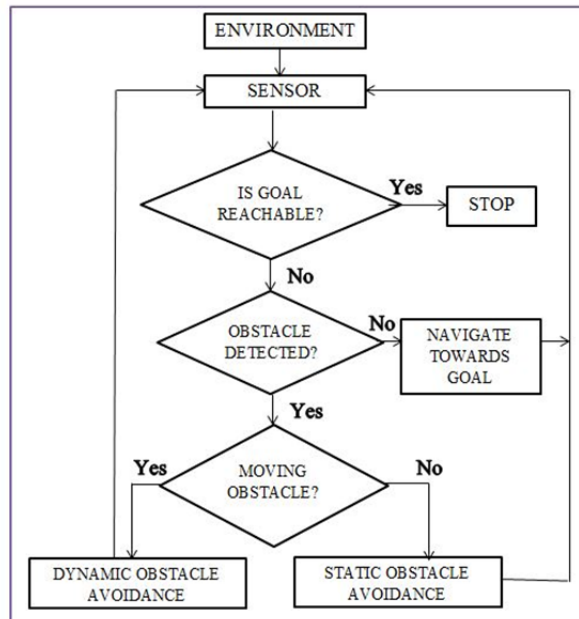 ENVIRONMENT
SENSOR
IS GOAL
REACHABLE?
Yes
STOP
No
OBSTACLE
DETECTED?
No
NAVIGATE
TOWARDS
GOAL
Yes
Yes
MOVING
OBSTACLE?
No
DYNAMIC OBSTACLE
AVOIDANCE
STATIC OBSTACLE
AVOIDANCE